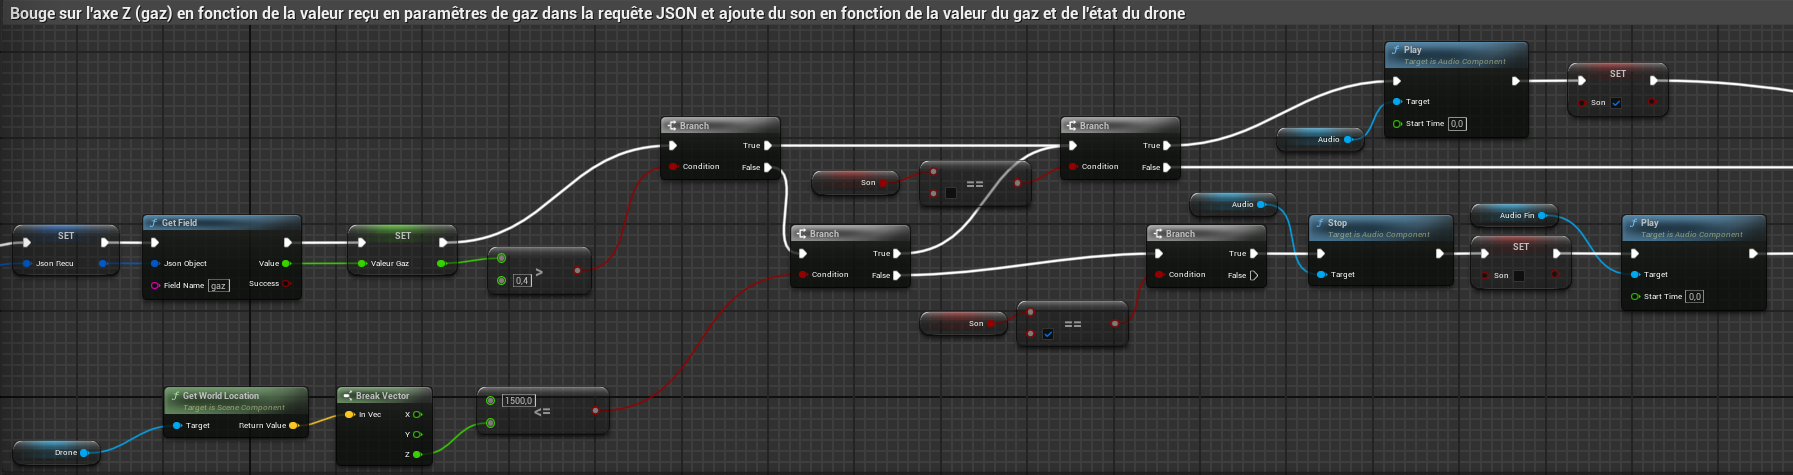 Bouge sur l'axe Z (gaz) en fonction de la valeur reçu en paramêtres de gaz dans la requête JSON et ajoute du son en fonction de la valeur du gaz et de l'état du drone
Play
Target is Audio Component
Target
Start Time 0,0
Audio
SET
Son
Branch
True
Condition
False
Son
==
Branch
True
Condition
False
SET
Json Recu
Get Field
Json Object
Value
Field Name gaz
Success
SET
Valeur Gaz
0,4
>
Branch
True
Condition
False
Audio
Branch
True
Condition
False
Stop
Target is Audio Component
Target
Audio Fin
SET
Son
Play
Target is Audio Component
Target
Start Time 0,0
Son
==
Get World Location
Target is Scene Component
Target
Return Value
Drone
Break Vector
In Vec
X
Y
Z
1500,0
<=